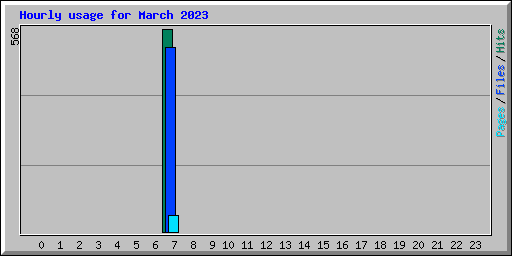 Hourly usage for March 2023
568
Pages/Files/Hits
0 1 2 3 4 5 6 7 8 9 10 11 12 13 14 15 16 17 18 19 20 21 22 23